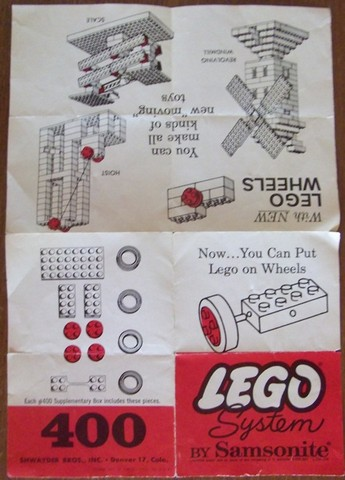 SCALE
REVOLVING
WINDMILL
You can
make all
kinds of
new "moving"
toys
HOIST
With NEW
LEGO
WHEELS
Now...You Can Put
Lego on Wheels
Each #400 Supplementary Box includes these pieces.
400
SHWAYDER BROS., INC. • Denver 17, Colo.
LEGO
System
BY Samsonite